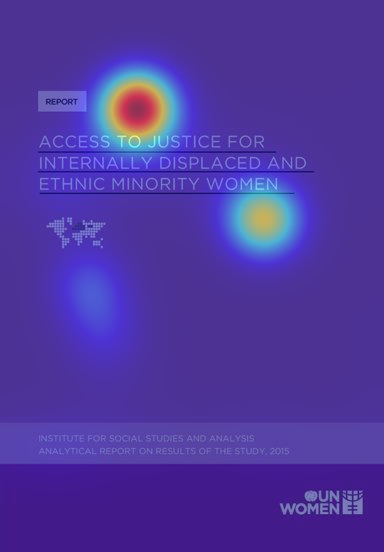 REPORT
ACCESS TO JUSTICE FOR
INTERNALLY DISPLACED AND
ETHNIC MINORITY WOMEN
INSTITUTE FOR SOCIAL STUDIES AND ANALYSIS
ANALYTICAL REPORT ON RESULTS OF THE STUDY, 2015
UN
WOMEN